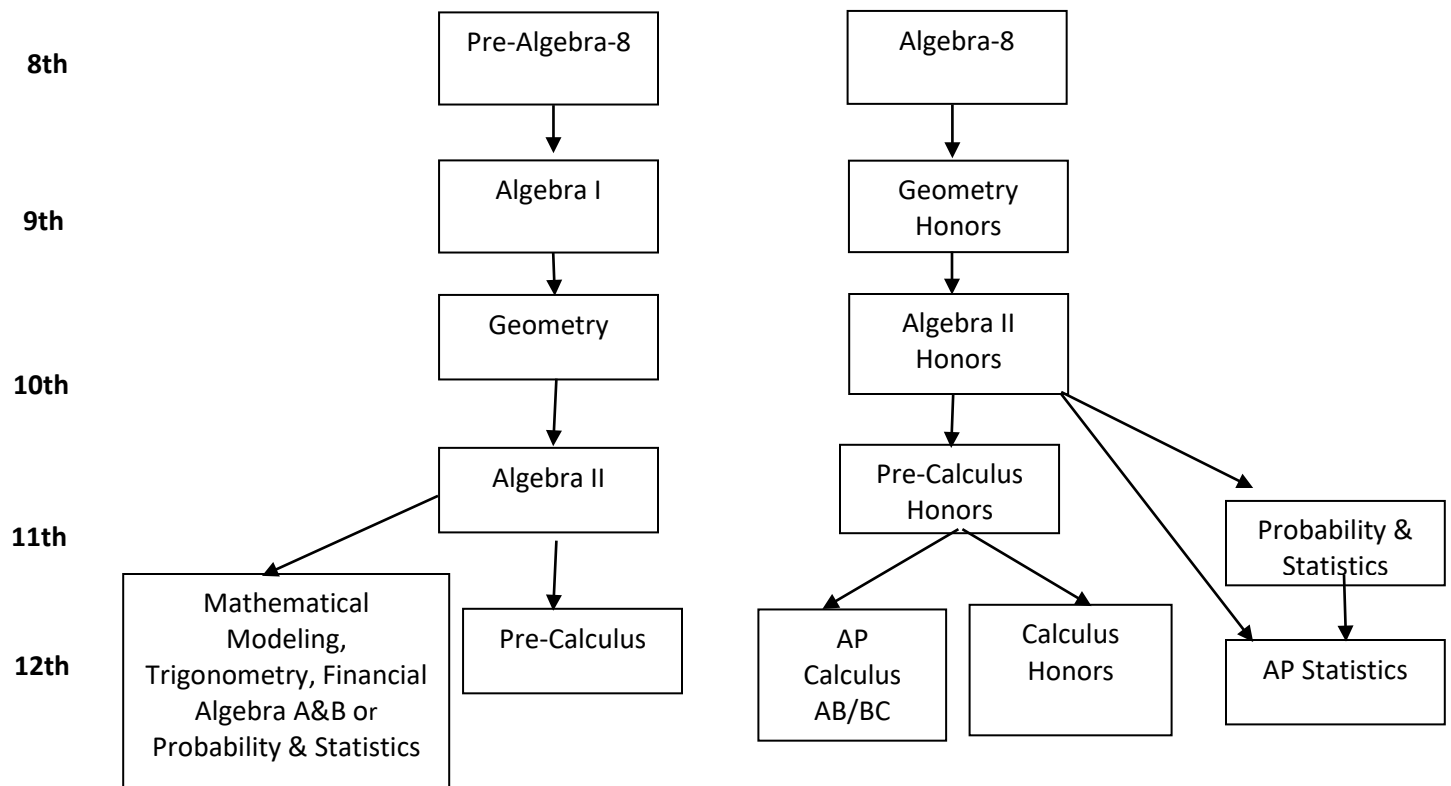 8th
Pre-Algebra-8
Algebra-8
9th
Algebra I
Geometry
Honors
Geometry
Algebra II
Honors
10th
Algebra II
Pre-Calculus
Honors
11th
Probability &
Statistics
Mathematical
Modeling,
Trigonometry, Financial
Algebra A&B or
Probability & Statistics
Pre-Calculus
AP
Calculus
AB/BC
Calculus
Honors
12th
AP Statistics